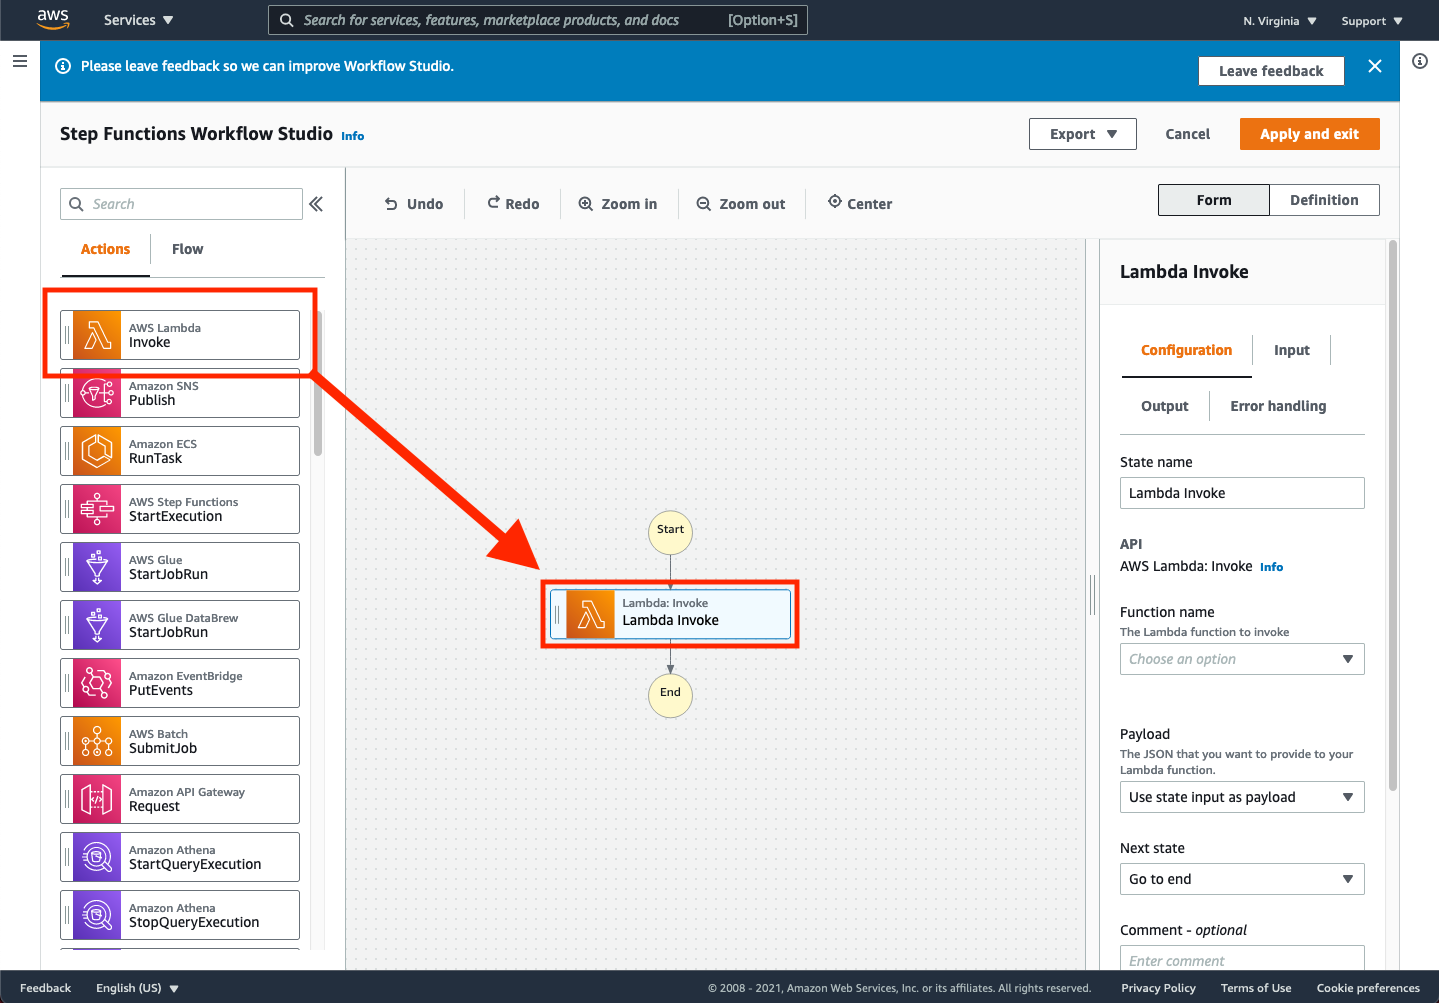 aws
Services
Search for services, features, marketplace products, and docs
[Option+S]
N. Virginia
Support
Please leave feedback so we can improve Workflow Studio.
Leave feedback
Step Functions Workflow Studio Info
Export
Cancel
Apply and exit
Search
Undo
Redo
Zoom in
Zoom out
Center
Form
Definition
Actions
Flow
AWS Lambda
Invoke
Amazon SNS
Publish
Amazon ECS
RunTask
AWS Step Functions
StartExecution
AWS Glue
StartJobRun
AWS Glue DataBrew
StartJobRun
Amazon EventBridge
PutEvents
AWS Batch
SubmitJob
Amazon API Gateway
Request
Amazon Athena
StartQueryExecution
Amazon Athena
StopQueryExecution
Start
Lambda: Invoke
Lambda Invoke
End
Lambda Invoke
Configuration
Input
Output
Error handling
State name
Lambda Invoke
API
AWS Lambda: Invoke Info
Function name
The Lambda function to invoke
Choose an option
Payload
The JSON that you want to provide to your
Lambda function.
Use state input as payload
Next state
Go to end
Comment - optional
Enter comment
Feedback
English (US)
© 2008 - 2021, Amazon Web Services, Inc. or its affiliates. All rights reserved.
Privacy Policy
Terms of Use
Cookie preferences